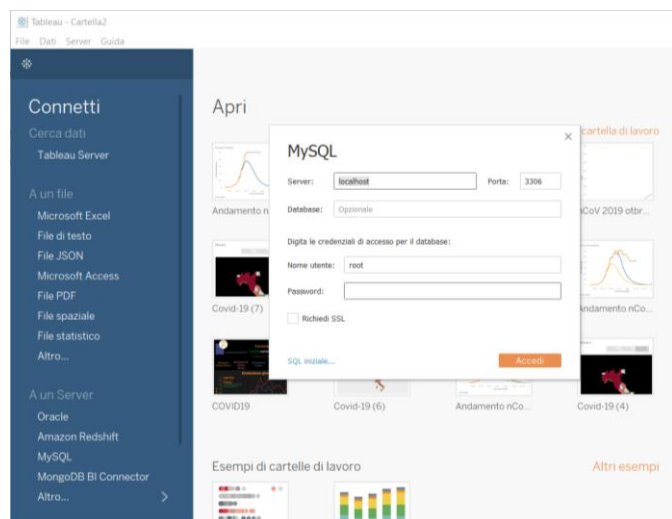 Tableau - Cartella2
File Dati Server Guida
Connetti
Cerca dati
Tableau Server
A un file
Microsoft Excel
File di testo
File JSON
Microsoft Access
File PDF
File spaziale
File statistico
Altro...
A un Server
Oracle
Amazon Redshift
MySQL
MongoDB BI Connector
Altro...
Apri
cartella di lavoro
Andamento n
nCoV 2019 otbr...
Covid-19 (7)
Andamento nCo...
COVID19
Covid-19 (6)
Andamento nCo...
Covid-19 (4)
MySQL
Server: localhost Porta: 3306
Database: Opzionale
Digita le credenziali di accesso per il database:
Nome utente: root
Password:
Richiedi SSL
SQL iniziale...
Accedi
Esempi di cartelle di lavoro
Altri esempi